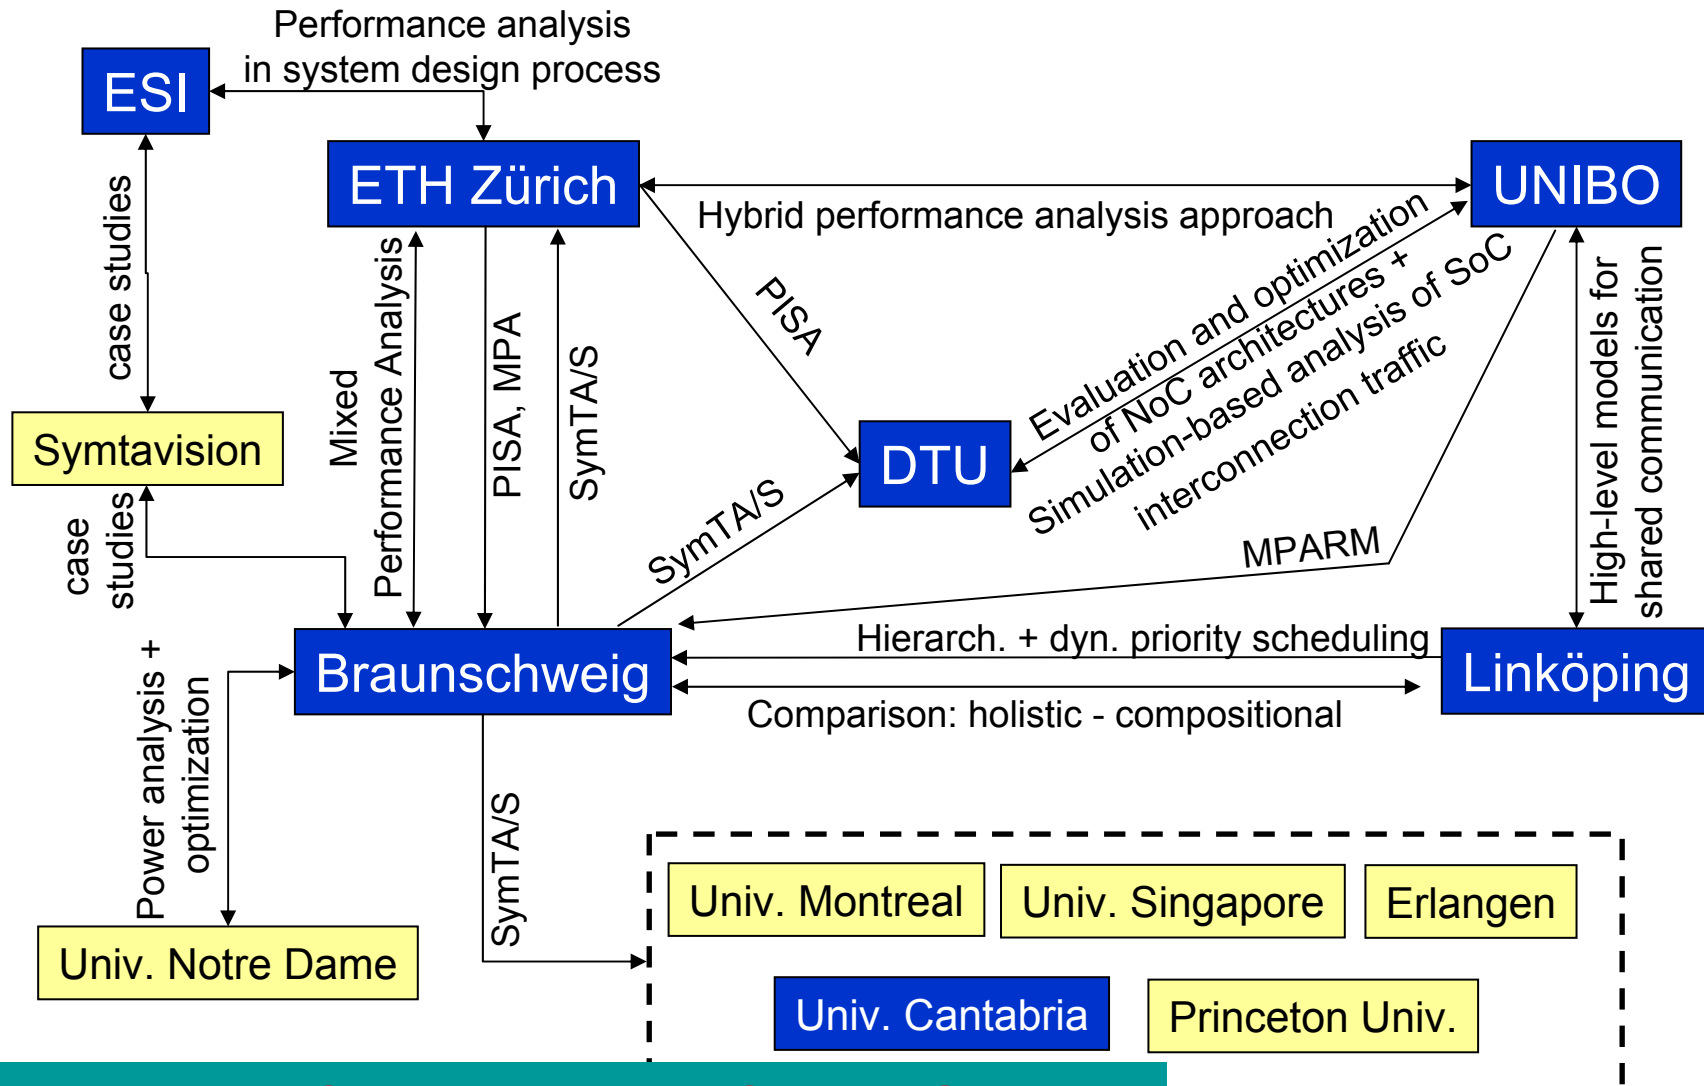 Performance analysis
in system design process
ESI
ETH Zürich
UNIBO
Hybrid performance analysis approach
case studies
Mixed
Performance Analysis
PISA, MPA
SymTA/S
PISA
Evaluation and optimization
of NoC architectures +
Simulation-based analysis of SoC
interconnection traffic
High-level models for
shared communication
Symtavision
DTU
case
studies
SymTA/S
MPARM
Hierarch. + dyn. priority scheduling
Braunschweig
Linköping
Comparison: holistic - compositional
Power analysis +
optimization
SymTA/S
Univ. Montreal
Univ. Singapore
Erlangen
Univ. Notre Dame
Univ. Cantabria
Princeton Univ.